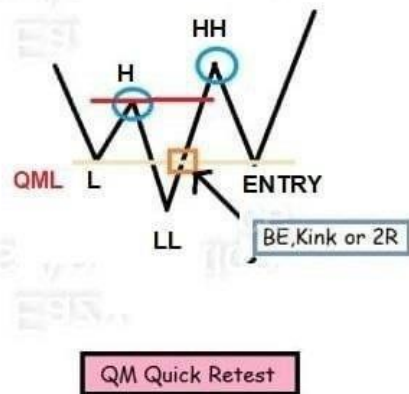 HH
H
QML
L
ENTRY
LL
BE,Kink or 2R
QM Quick Retest